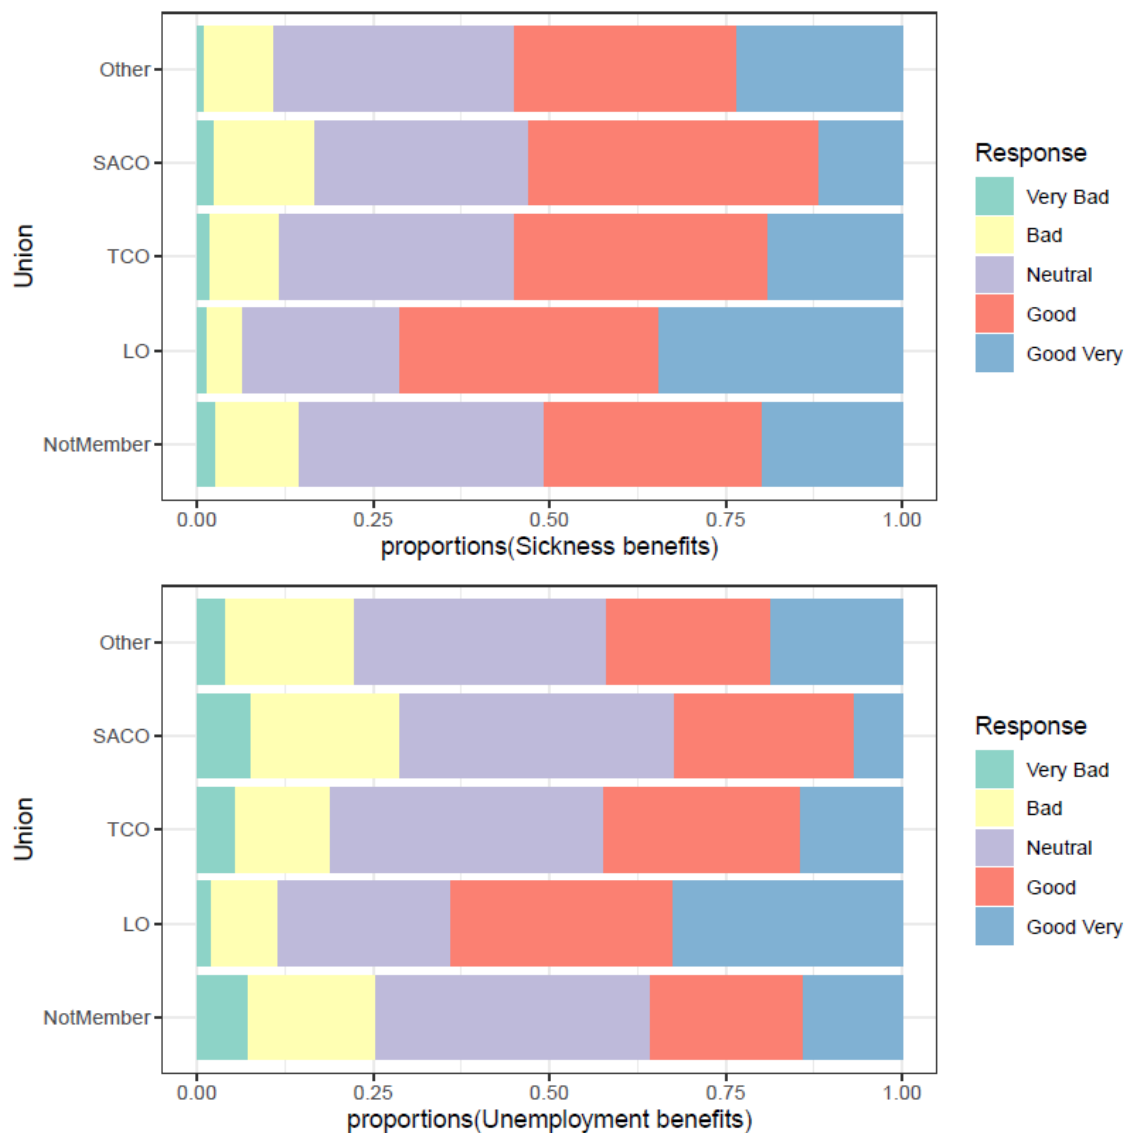 Other
SACO
TCO
LO
NotMember
Union
0.00 0.25 0.50 0.75 1.00
proportions(Sickness benefits)
Response
Very Bad
Bad
Neutral
Good
Good Very
Other
SACO
TCO
LO
NotMember
Union
0.00 0.25 0.50 0.75 1.00
proportions(Unemployment benefits)
Response
Very Bad
Bad
Neutral
Good
Good Very